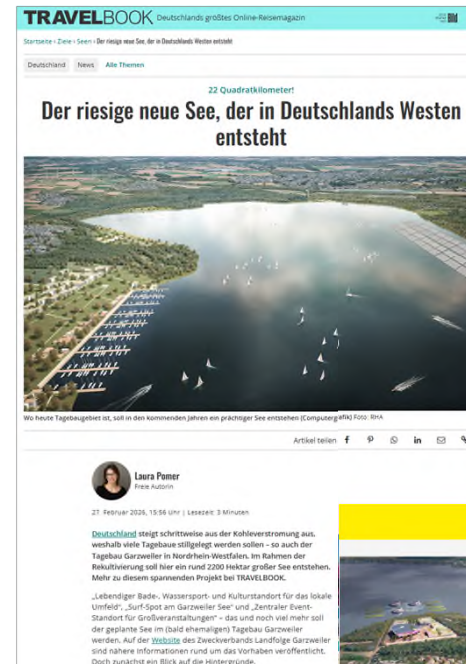 TRAVELBOOK Deutschlands größtes Online-Reisemagazin
Startseite › Ziele › Seen › Der riesige neue See, der in Deutschlands Westen entsteht
Deutschland News Alle Themen
22 Quadratkilometer!
Der riesige neue See, der in Deutschlands Westen
entsteht
Wo heute Tagebaugebiet ist, soll in den kommenden Jahren ein prächtiger See entstehen (Computergrafik) Foto: RHA
Artikel teilen
Laura Pomer
Freie Autorin
27. Februar 2026, 15:56 Uhr | Lesezeit: 3 Minuten
Deutschland steigt schrittweise aus der Kohleverstromung aus,
weshalb viele Tagebaue stillgelegt werden sollen – so auch der
Tagebau Garzweiler in Nordrhein-Westfalen. Im Rahmen der
Rekultivierung soll hier ein rund 2200 Hektar großer See entstehen.
Mehr zu diesem spannenden Projekt bei TRAVELBOOK.
„Lebendiger Bade-, Wassersport- und Kulturstandort für das lokale
Umfeld“, „Surf-Spot am Garzweiler See“ und „Zentraler Event-
Standort für Großveranstaltungen“ – das und noch viel mehr soll
der geplante See im (bald ehemaligen) Tagebau Garzweiler
werden. Auf der Website des Zweckverbands Landfolge Garzweiler
sind nähere Informationen rund um das Vorhaben veröffentlicht.
Doch zunächst ein Blick auf die Hintergründe.